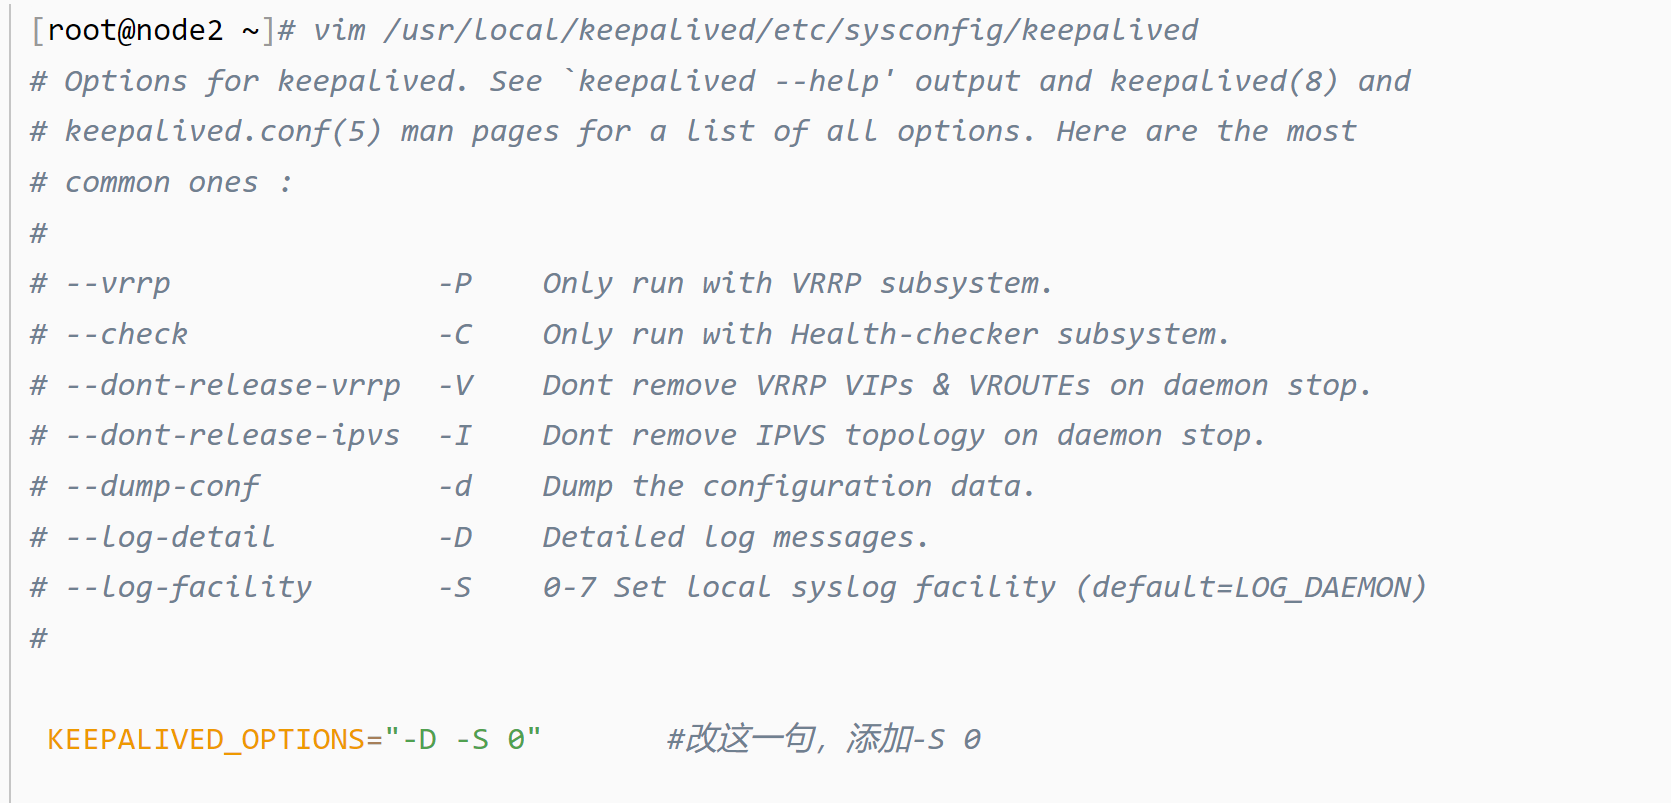 [root@node2 ~]# vim /usr/local/keepalived/etc/sysconfig/keepalived
# Options for keepalived. See `keepalived --help' output and keepalived(8) and
# keepalived.conf(5) man pages for a list of all options. Here are the most
# common ones :
#
# --vrrp               -P    Only run with VRRP subsystem.
# --check              -C    Only run with Health-checker subsystem.
# --dont-release-vrrp  -V    Dont remove VRRP VIPs & VROUTEs on daemon stop.
# --dont-release-ipvs  -I    Dont remove IPVS topology on daemon stop.
# --dump-conf          -d    Dump the configuration data.
# --log-detail         -D    Detailed log messages.
# --log-facility       -S    0-7 Set local syslog facility (default=LOG_DAEMON)
#
KEEPALIVED_OPTIONS="-D -S 0"       #改这一句，添加-S 0